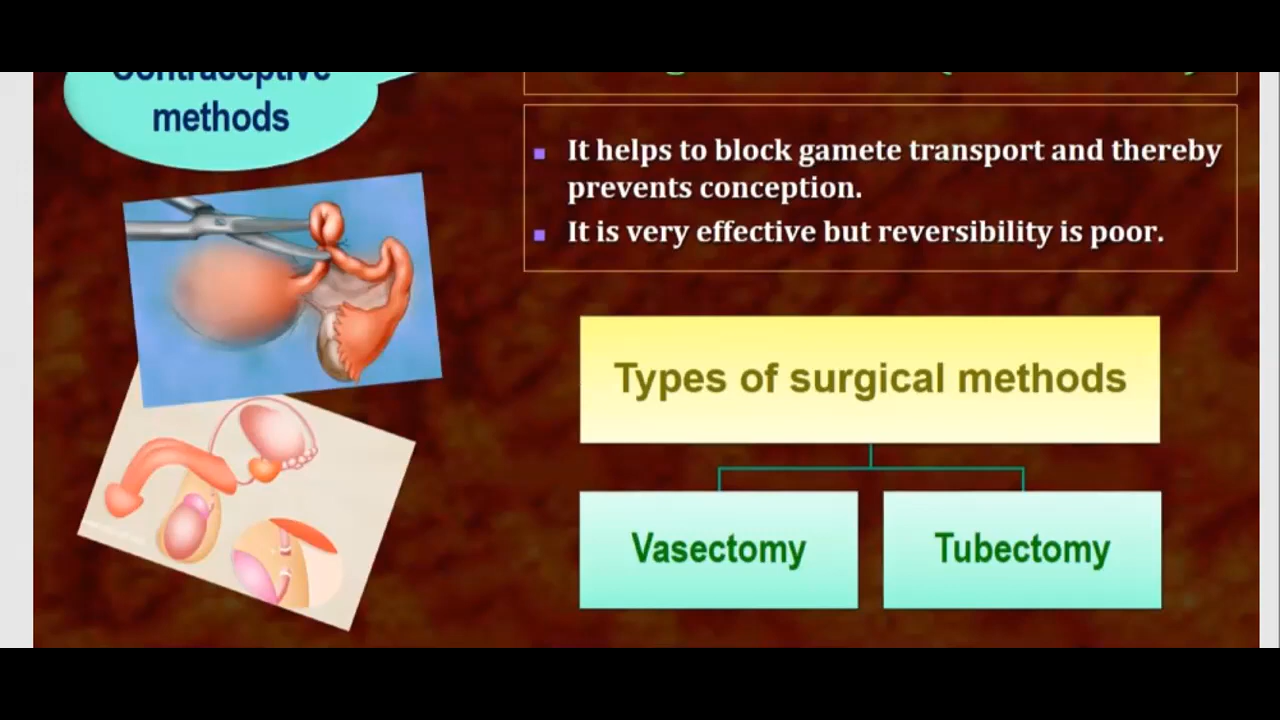 Contraceptive
methods
It helps to block gamete transport and thereby
prevents conception.
It is very effective but reversibility is poor.
Types of surgical methods
Vasectomy
Tubectomy